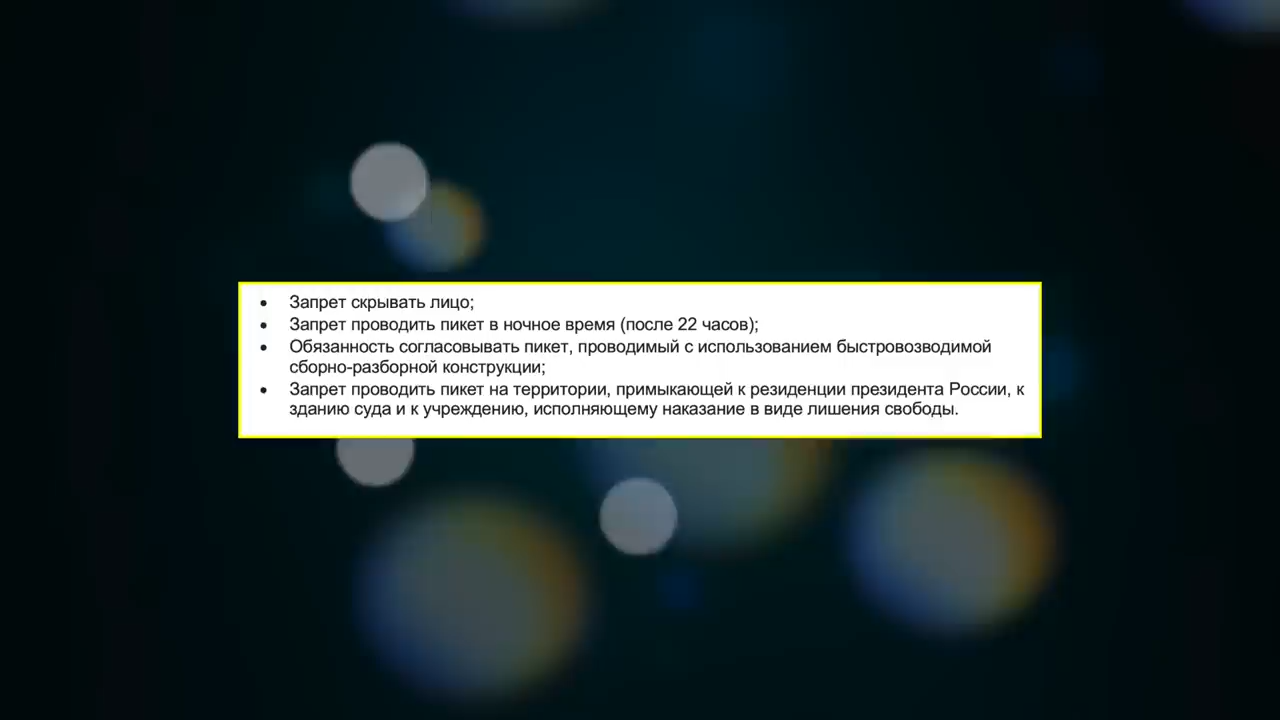 • Запрет скрывать лицо;
• Запрет проводить пикет в ночное время (после 22 часов);
• Обязанность согласовывать пикет, проводимый с использованием быстровозводимой
сборно-разборной конструкции;
• Запрет проводить пикет на территории, примыкающей к резиденции президента России, к
зданию суда и к учреждению, исполняющему наказание в виде лишения свободы.